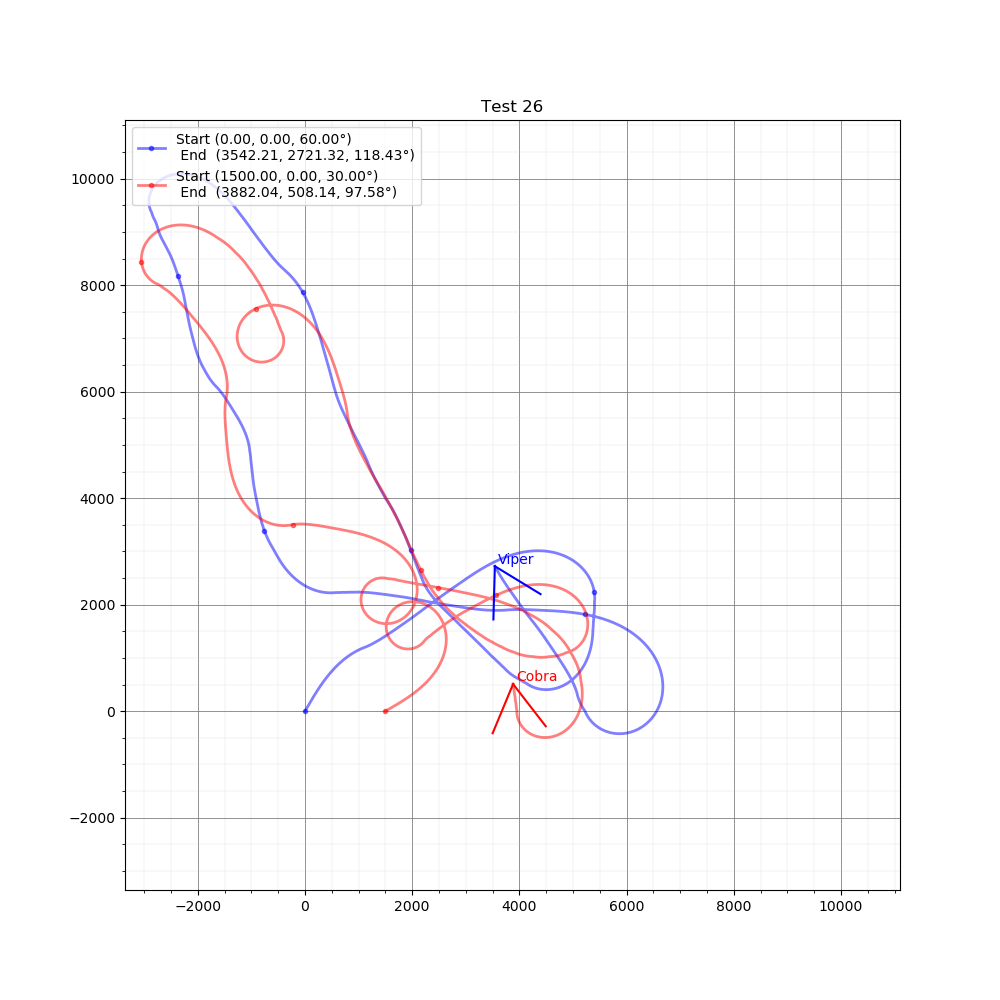 Test 26
Start (0.00, 0.00, 60.00°)
End (3542.21, 2721.32, 118.43°)
Start (1500.00, 0.00, 30.00°)
End (3882.04, 508.14, 97.58°)
10000
8000
6000
4000
2000
0
−2000
Viper
Cobra
−2000 0 2000 4000 6000 8000 10000